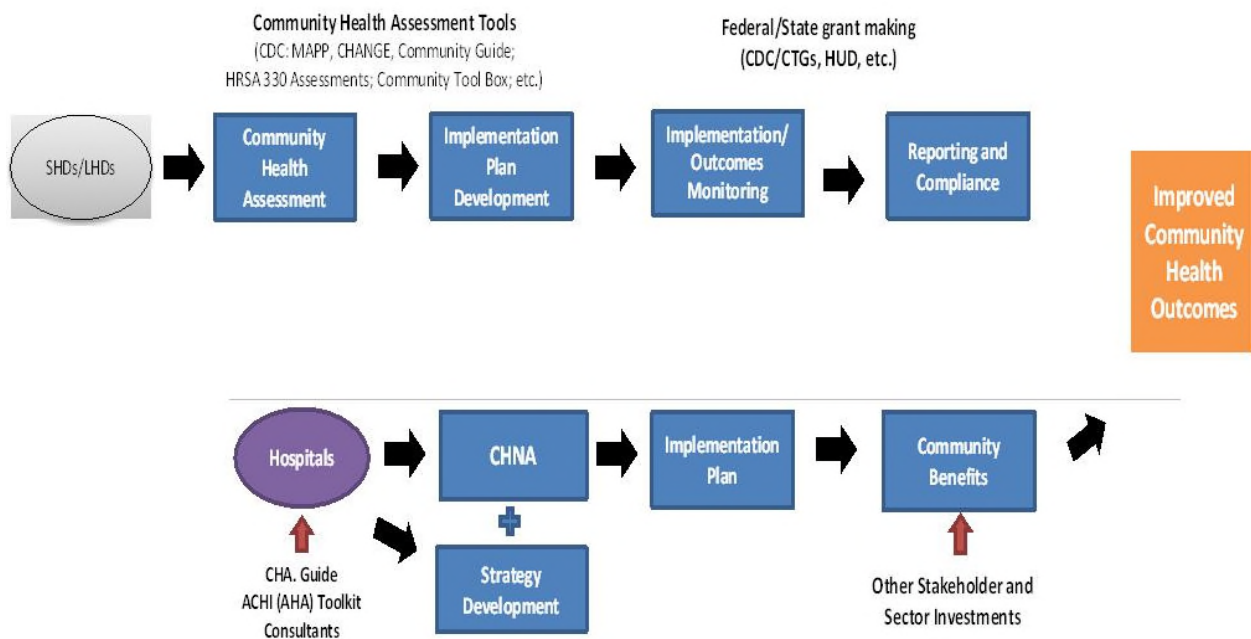 Community Health Assessment Tools
(CDC: MAPP, CHANGE, Community Guide;
HRSA 330 Assessments; Community Tool Box; etc.)
Federal/State grant making
(CDC/CTGs, HUD, etc.)
SHDs/LHDs
Community
Health
Assessment
Implementation
Plan
Development
Implementation/
Outcomes
Monitoring
Reporting and
Compliance
Improved
Community
Health
Outcomes
Hospitals
CHNA
Implementation
Plan
Community
Benefits
CHA. Guide
ACHI (AHA) Toolkit
Consultants
Strategy
Development
Other Stakeholder and
Sector Investments